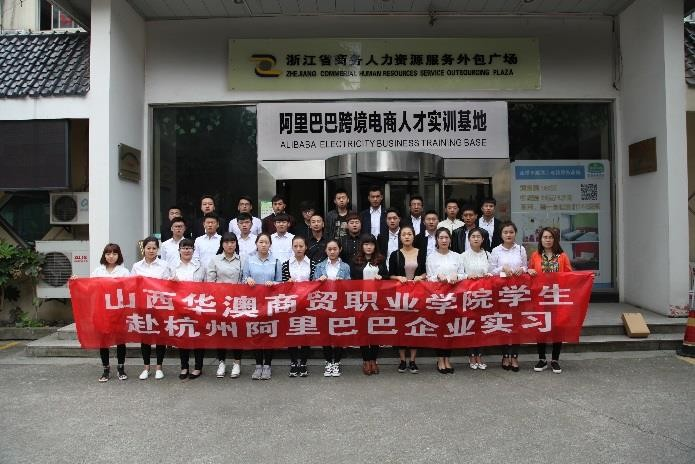 浙江省商务人力资源服务外包广场
ZHEJIANG COMMERIAL HUMAN RESOURCES SERVICE OUTSOURCING PLAZA
阿里巴巴跨境电商人才实训基地
ALIBABA ELECTRICITY BUSINESS TRAINING BASE
山西华澳商贸职业学院学生
赴杭州阿里巴巴企业实习